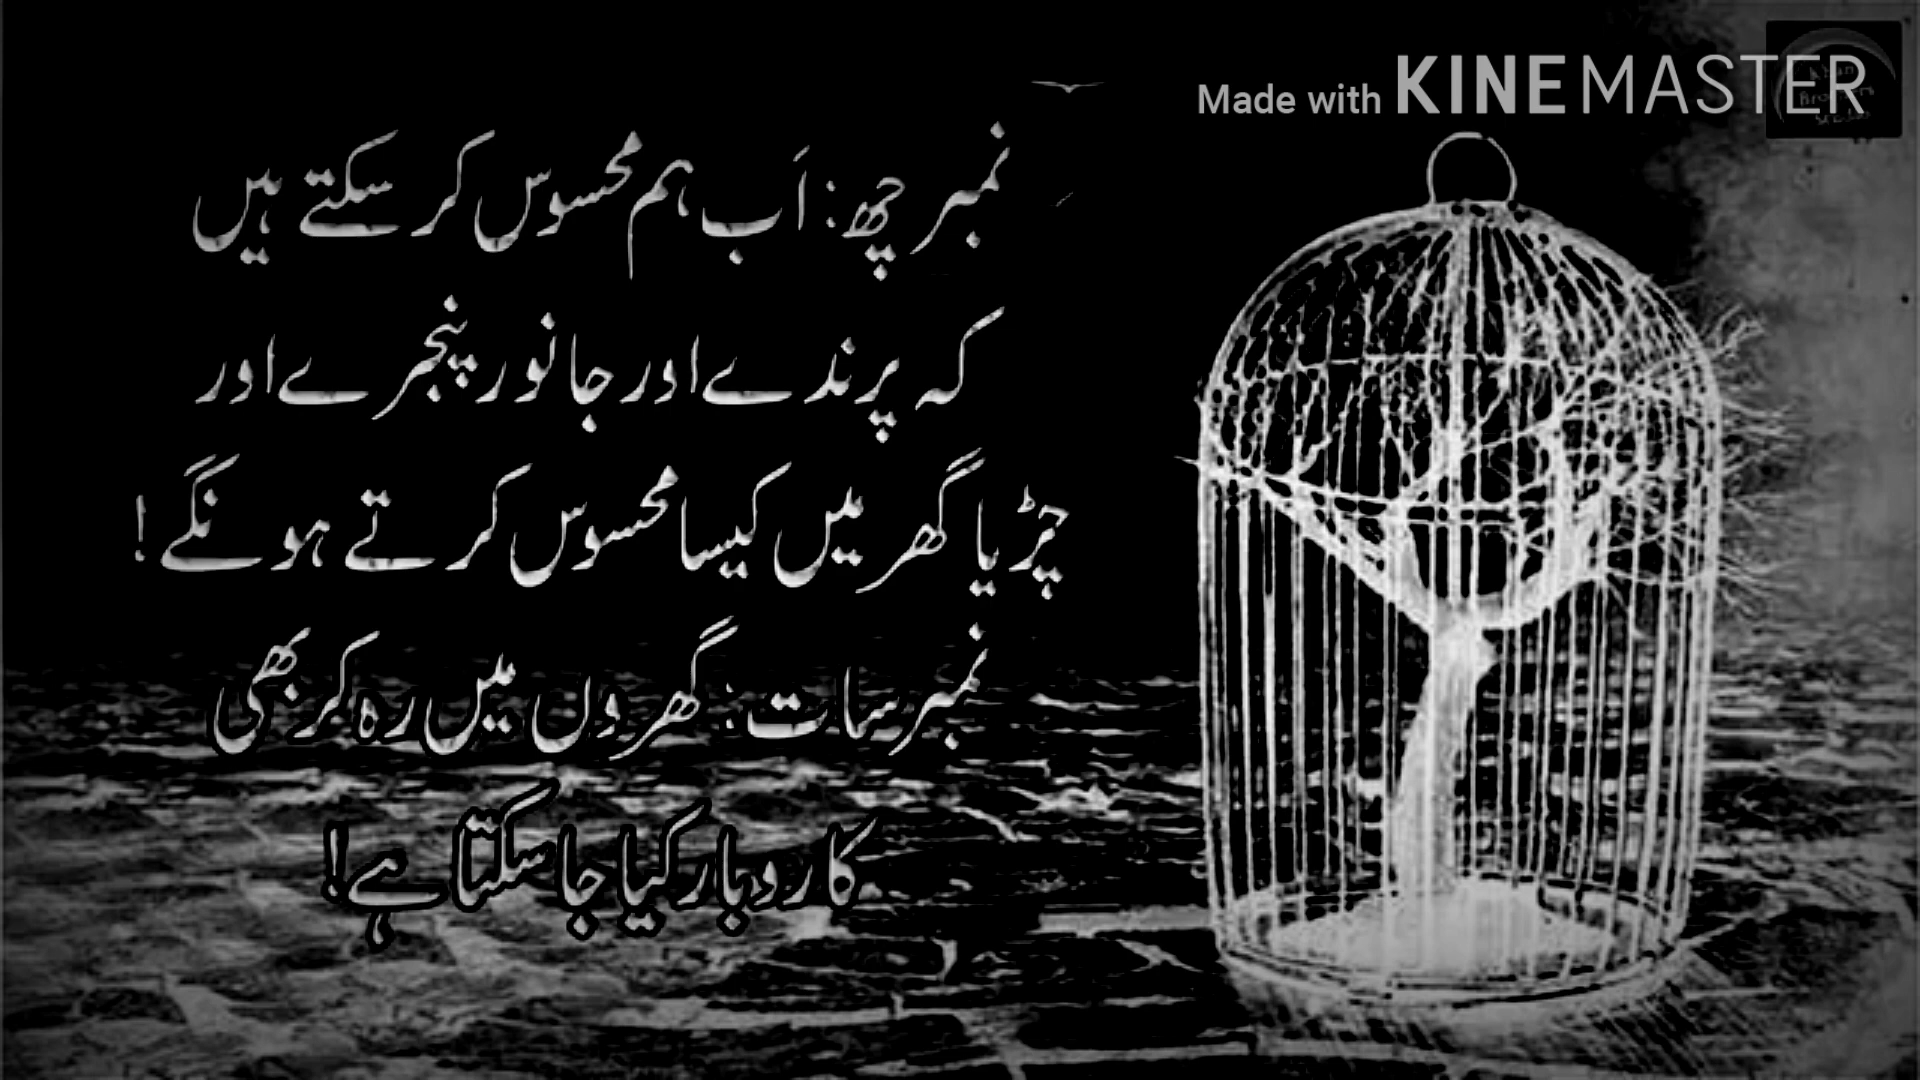 Made with KINEMASTER
نمبر چھ: اَب ہم محسوس کر سکتے ہیں
کہ پرندے اور جانور پنجرے اور
چڑیا گھر میں کیسا محسوس کرتے ہونگے!
نمبر سات: گھروں میں رہ کر بھی
کاروبار کیا جا سکتا ہے!